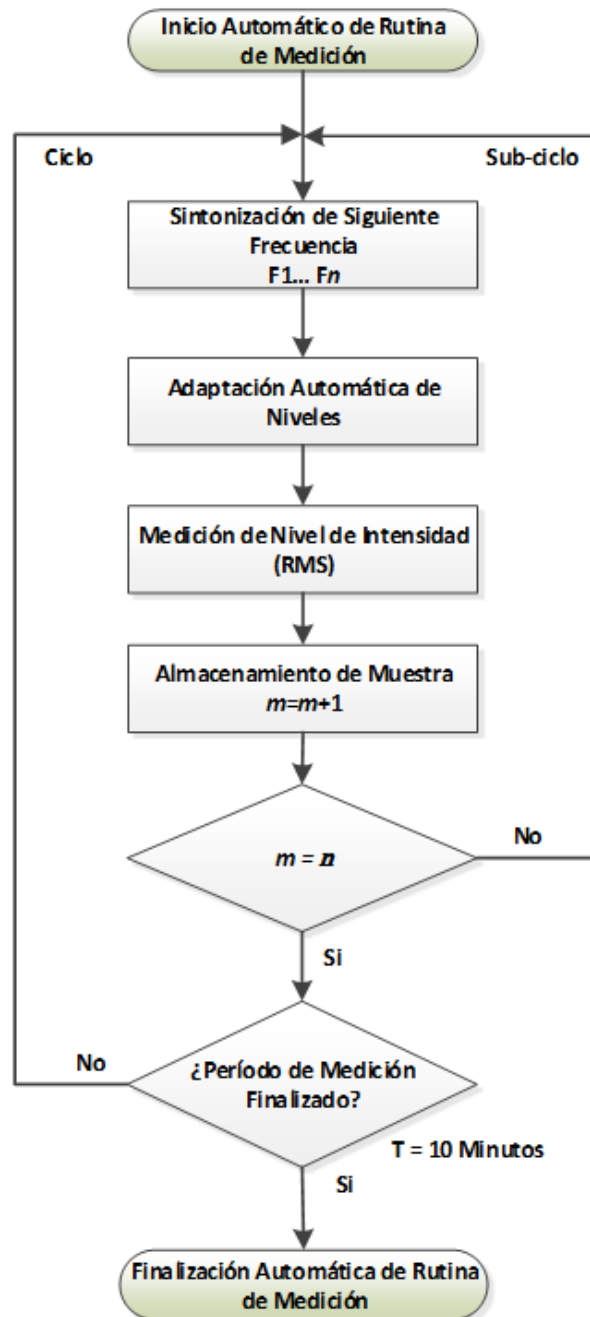 Inicio Automático de Rutina
de Medición
Ciclo
Sub-ciclo
Sintonización de Siguiente
Frecuencia
F1... Fn
Adaptación Automática de
Niveles
Medición de Nivel de Intensidad
(RMS)
Almacenamiento de Muestra
m=m+1
m = n
No
Si
No
¿Período de Medición
Finalizado?
T = 10 Minutos
Si
Finalización Automática de Rutina
de Medición